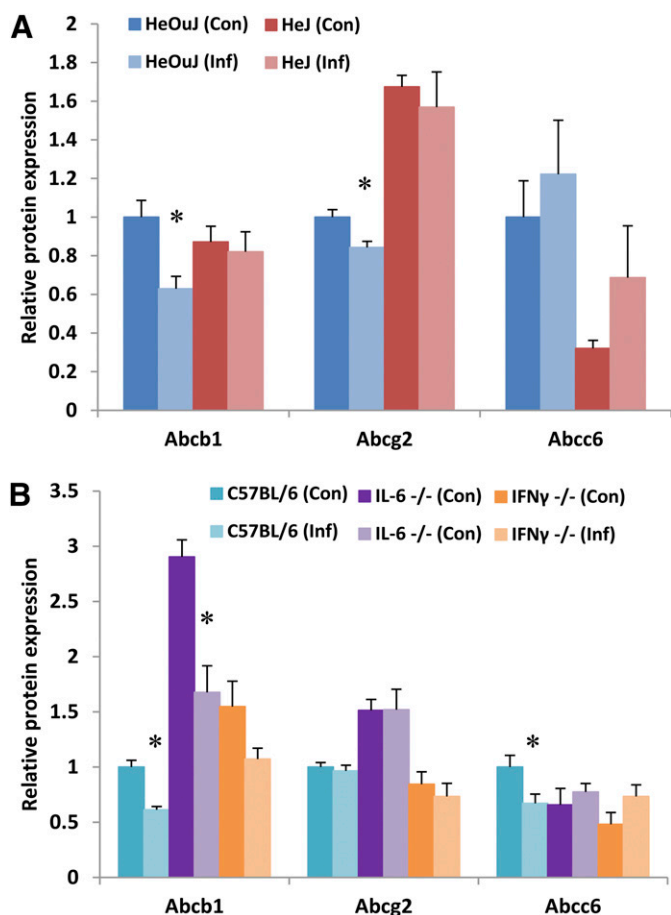 A
HeOuJ (Con) HeJ (Con)
HeOuJ (Inf) HeJ (Inf)
Relative protein expression
2
1.8
1.6
1.4
1.2
1
0.8
0.6
0.4
0.2
0
*
*
Abcb1 Abcg2 Abcc6
B
C57BL/6 (Con) IL-6 -/- (Con) IFNγ -/- (Con)
C57BL/6 (Inf) IL-6 -/- (Con) IFNγ -/- (Inf)
Relative protein expression
3.5
3
2.5
2
1.5
1
0.5
0
*
*
*
Abcb1 Abcg2 Abcc6